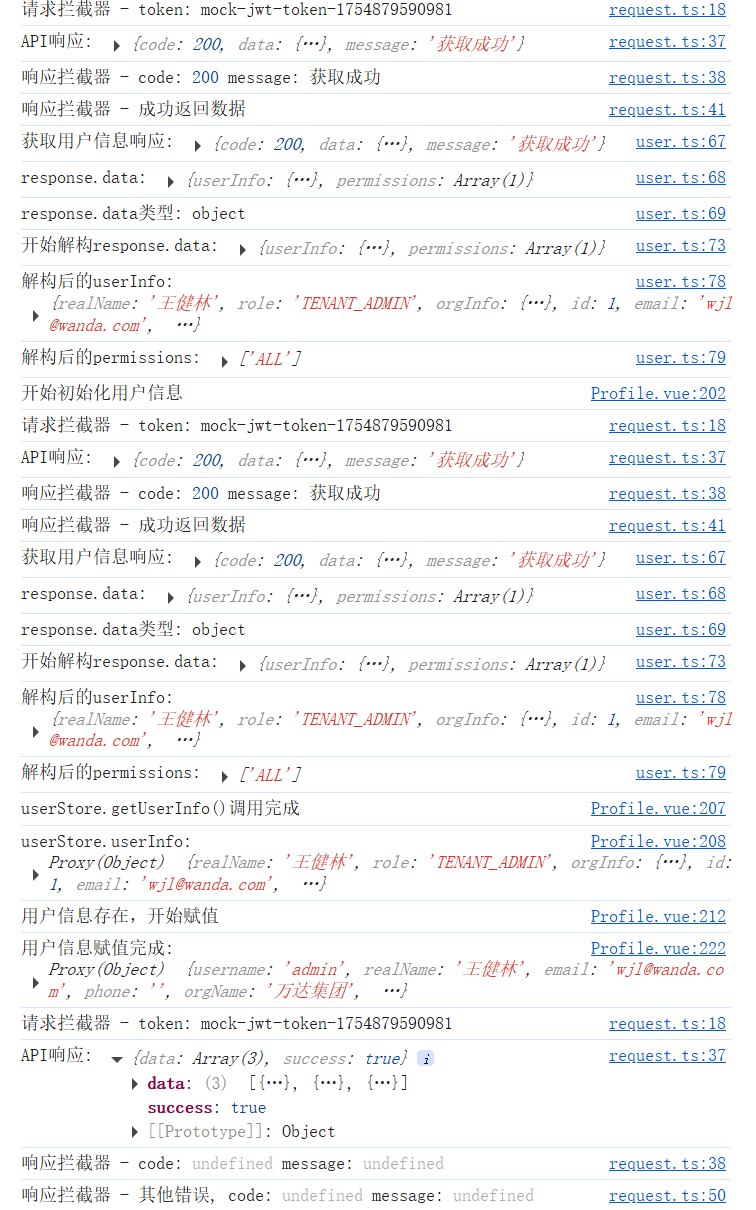 请求拦截器 - token: mock-jwt-token-1754879590981 request.ts:18
API响应: ▶ {code: 200, data: {…}, message: '获取成功'} request.ts:37
响应拦截器 - code: 200 message: 获取成功 request.ts:38
响应拦截器 - 成功返回数据 request.ts:41
获取用户信息响应: ▶ {code: 200, data: {…}, message: '获取成功'} user.ts:67
response.data: ▶ {userInfo: {…}, permissions: Array(1)} user.ts:68
response.data类型: object user.ts:69
开始解构response.data: ▶ {userInfo: {…}, permissions: Array(1)} user.ts:73
解构后的userInfo: user.ts:78
{realName: '王健林', role: 'TENANT_ADMIN', orgInfo: {…}, id: 1, email: 'wjl
▶ @wanda.com', …}
解构后的permissions: ▶ ['ALL'] user.ts:79
开始初始化用户信息 Profile.vue:202
请求拦截器 - token: mock-jwt-token-1754879590981 request.ts:18
API响应: ▶ {code: 200, data: {…}, message: '获取成功'} request.ts:37
响应拦截器 - code: 200 message: 获取成功 request.ts:38
响应拦截器 - 成功返回数据 request.ts:41
获取用户信息响应: ▶ {code: 200, data: {…}, message: '获取成功'} user.ts:67
response.data: ▶ {userInfo: {…}, permissions: Array(1)} user.ts:68
response.data类型: object user.ts:69
开始解构response.data: ▶ {userInfo: {…}, permissions: Array(1)} user.ts:73
解构后的userInfo: user.ts:78
{realName: '王健林', role: 'TENANT_ADMIN', orgInfo: {…}, id: 1, email: 'wjl
▶ @wanda.com', …}
解构后的permissions: ▶ ['ALL'] user.ts:79
userStore.getUserInfo()调用完成 Profile.vue:207
userStore.userInfo: Profile.vue:208
Proxy(Object) {realName: '王健林', role: 'TENANT_ADMIN', orgInfo: {…}, id:
▶ 1, email: 'wjl@wanda.com', …}
用户信息存在，开始赋值 Profile.vue:212
用户信息赋值完成: Profile.vue:222
Proxy(Object) {username: 'admin', realName: '王健林', email: 'wjl@wanda.co
▶ m', phone: '', orgName: '万达集团', …}
请求拦截器 - token: mock-jwt-token-1754879590981 request.ts:18
API响应: ▼ {data: Array(3), success: true} i request.ts:37
▶ data: (3) [{…}, {…}, {…}]
success: true
▶ [[Prototype]]: Object
响应拦截器 - code: undefined message: undefined request.ts:38
响应拦截器 - 其他错误, code: undefined message: undefined request.ts:50